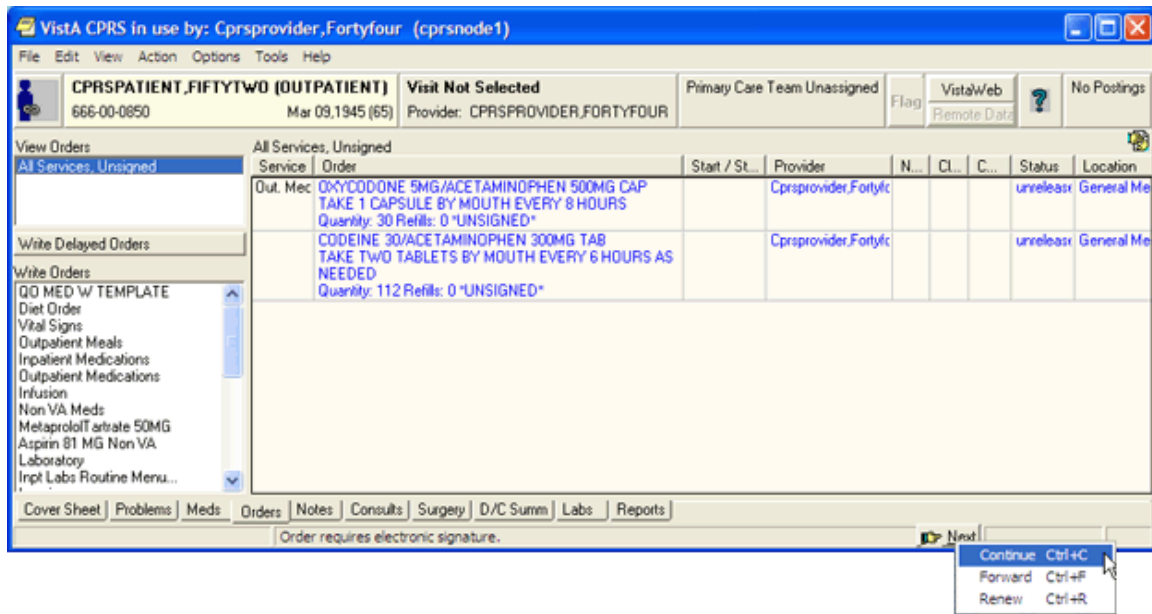 VistA CPRS in use by: Cprsprovider,Fortyfour (cprsnode1)
File Edit View Action Options Tools Help
CPRSPATIENT,FIFTYTWO (OUTPATIENT) Visit Not Selected Primary Care Team Unassigned Flag VistaWeb ? No Postings
666-00-0850 Mar 09,1945 (65) Provider: CPRSPROVIDER,FORTYFOUR Remote Data
View Orders All Services, Unsigned
All Services, Unsigned Service Order Start / St... Provider N... Cl... C... Status Location
Out. Mec OXYCODONE 5MG/ACETAMINOPHEN 500MG CAP Cprsprovider,Fortyfc unreleas General Me
TAKE 1 CAPSULE BY MOUTH EVERY 8 HOURS
Quantity: 30 Refills: 0 *UNSIGNED*
Write Delayed Orders CODEINE 30/ACETAMINOPHEN 300MG TAB Cprsprovider,Fortyfc unreleas General Me
TAKE TWO TABLETS BY MOUTH EVERY 6 HOURS AS
NEEDED
Quantity: 112 Refills: 0 *UNSIGNED*
Write Orders
QO MED W TEMPLATE
Diet Order
Vital Signs
Outpatient Meals
Inpatient Medications
Outpatient Medications
Infusion
Non VA Meds
MetaprololTartrate 50MG
Aspirin 81 MG Non VA
Laboratory
Inpt Labs Routine Menu...
Cover Sheet Problems Meds Orders Notes Consults Surgery D/C Summ Labs Reports
Order requires electronic signature. Next
Continue Ctrl+C
Forward Ctrl+F
Renew Ctrl+R